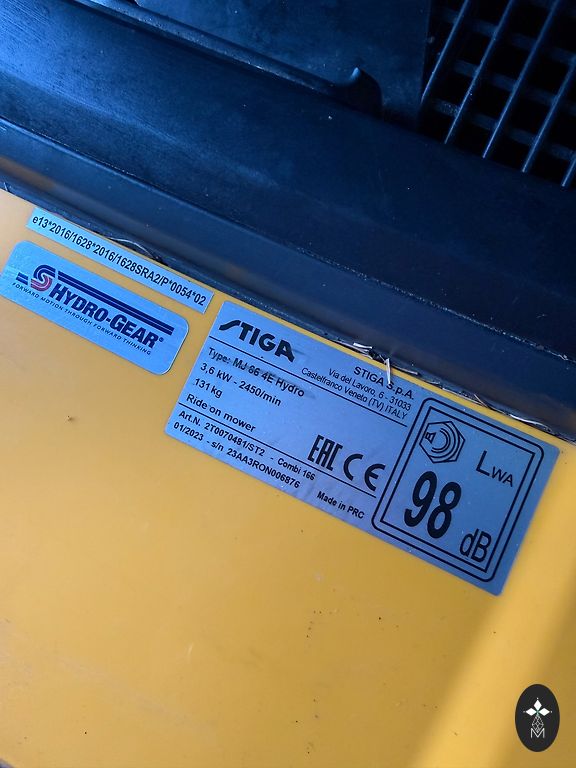 e13*2016/1628*2016/1628SRA2/P*0054*02
HYDRO-GEAR®
FORWARD MOTION THROUGH FORWARD THINKING
STIGA
STIGA S.p.A.
Via del Lavoro, 6 - 31033
Castelfranco Veneto (TV) ITALY
Type: MJ 66 4E Hydro
3,6 kW - 2450/min
131kg
Ride on mower
Art.N. 2T0070481/ST2 - Combi 166
01/2023 - s/n 23AA3RON006876
EAC CE
Made in PRC
LWA
98
dB
M